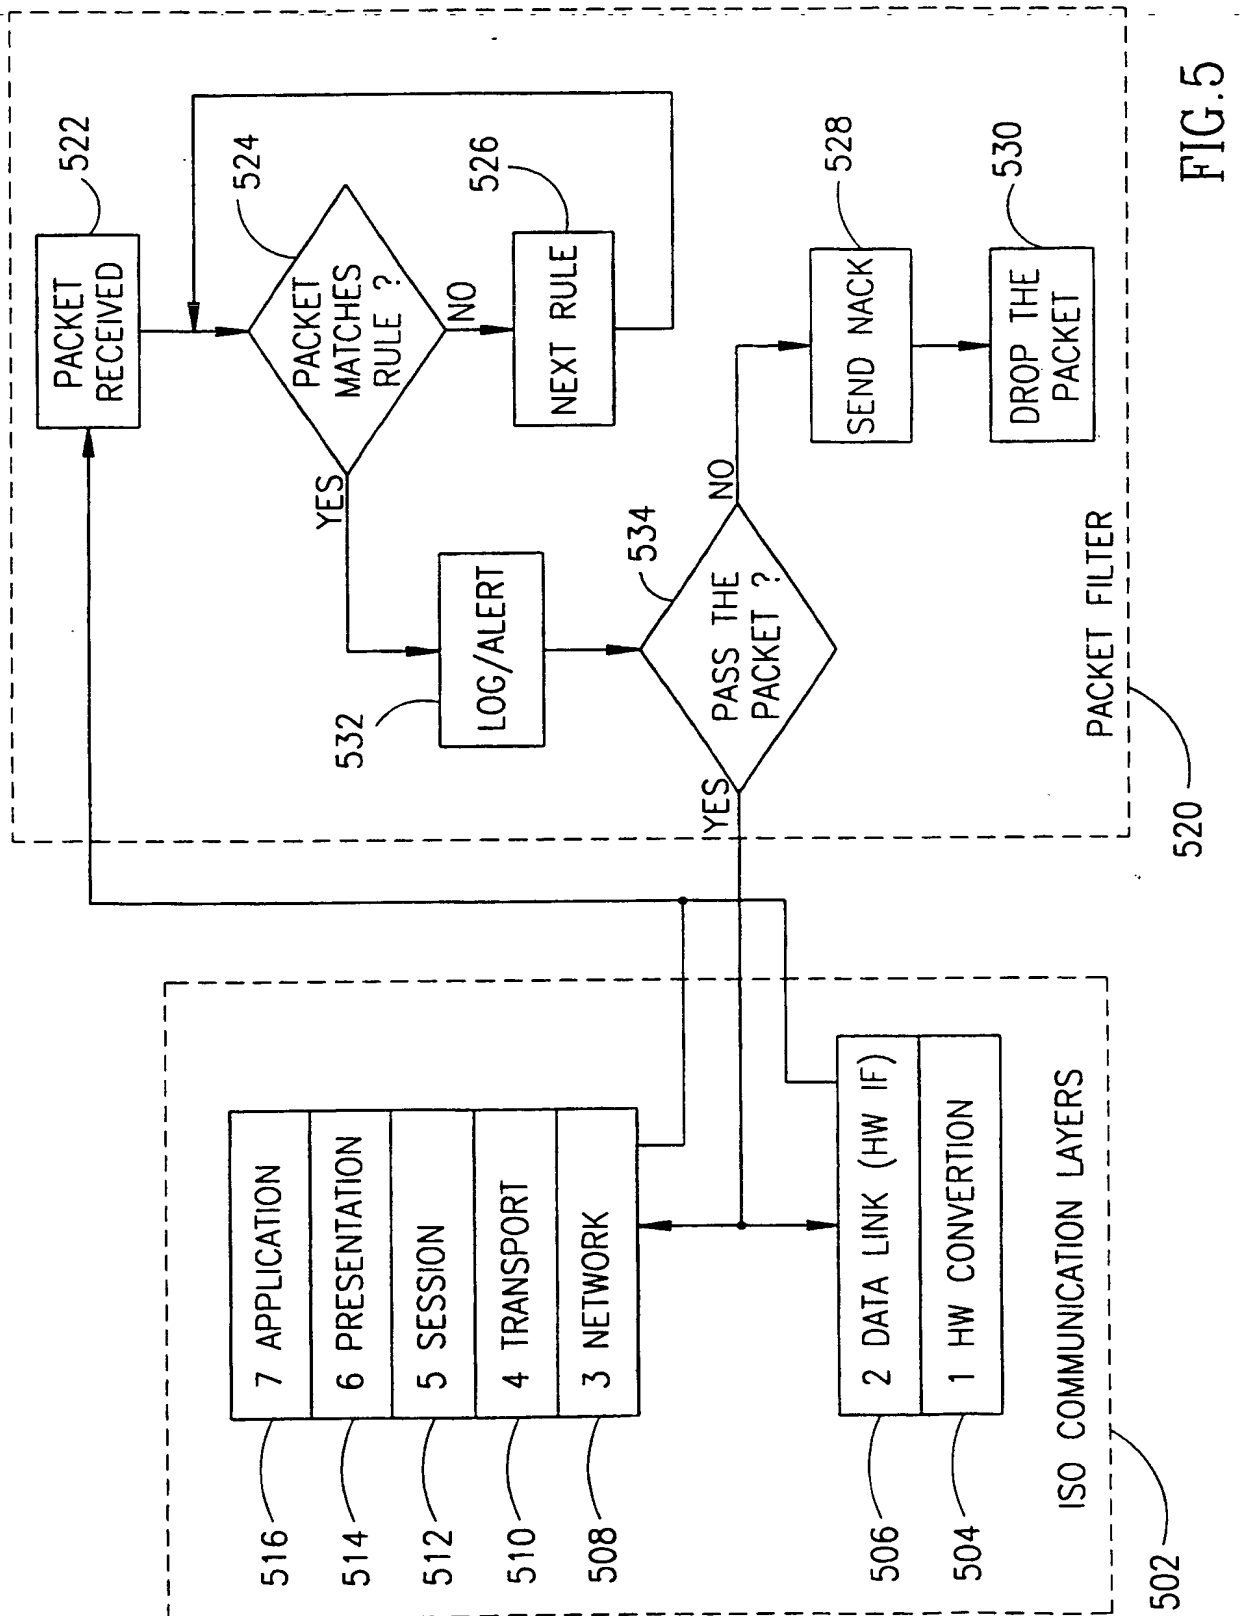 516
7 APPLICATION
514
6 PRESENTATION
512
5 SESSION
510
4 TRANSPORT
508
3 NETWORK
506
2 DATA LINK (HW IF)
504
1 HW CONVERTION
ISO COMMUNICATION LAYERS
502
PACKET
RECEIVED
522
PACKET
MATCHES
RULE ?
524
YES
NO
NEXT RULE
526
LOG/ALERT
532
PASS THE
PACKET ?
534
YES
NO
SEND NACK
528
DROP THE
PACKET
530
PACKET FILTER
520
FIG.5